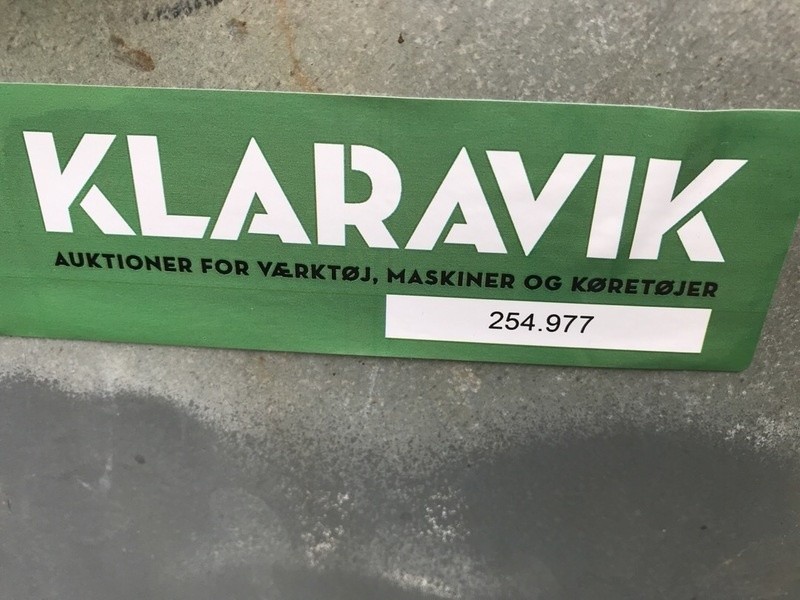 KLARAVIK
AUKTIONER FOR VÆRKTØJ, MASKINER OG KØRETØJER
254.977